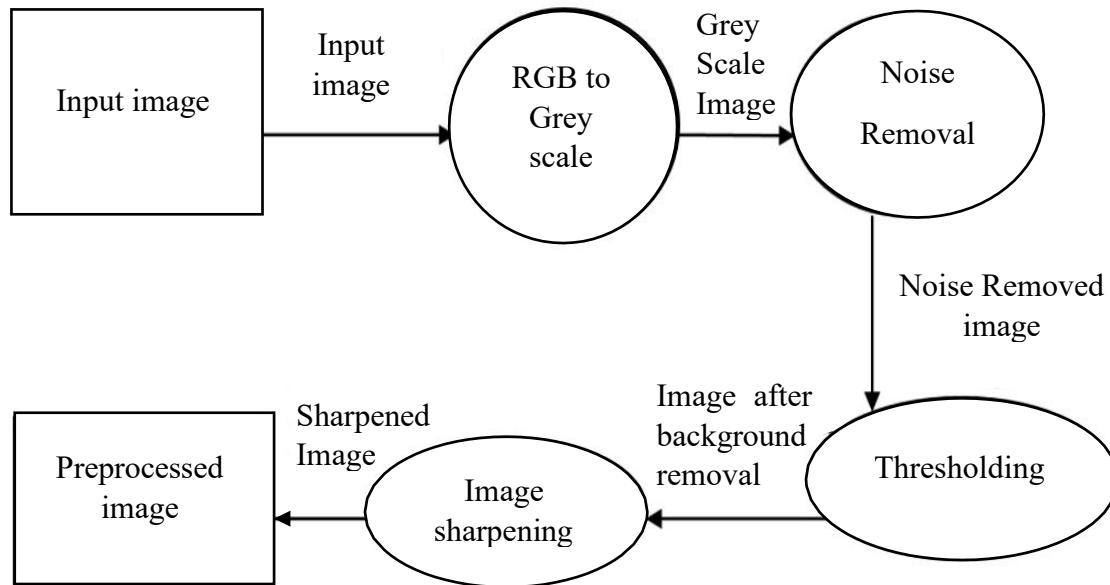 Input image
Input
image
RGB to
Grey
scale
Grey
Scale
Image
Noise
Removal
Noise Removed
image
Thresholding
Image after
background
removal
Image
sharpening
Sharpened
Image
Preprocessed
image